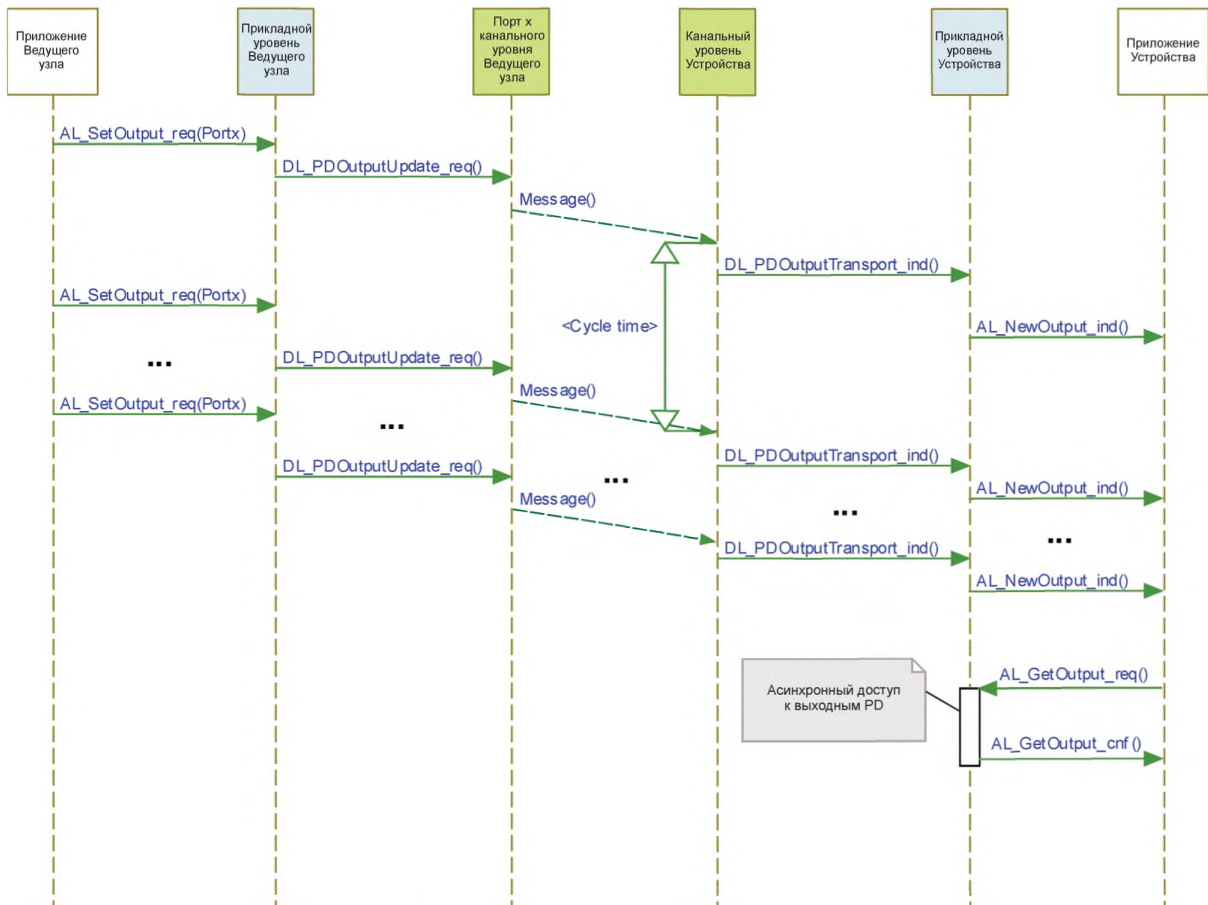 Приложение
Ведущего
узла
Прикладной
уровень
Ведущего
узла
Порт x
канального
уровня
Ведущего
узла
Канальный
уровень
Устройства
Прикладной
уровень
Устройства
Приложение
Устройства
AL_SetOutput_req(Portx)
DL_PDOutputUpdate_req()
Message()
DL_PDOutputTransport_ind()
AL_SetOutput_req(Portx)
<Cycle time>
AL_NewOutput_ind()
...
DL_PDOutputUpdate_req()
Message()
AL_SetOutput_req(Portx)
...
DL_PDOutputTransport_ind()
DL_PDOutputUpdate_req()
...
AL_NewOutput_ind()
Message()
...
...
DL_PDOutputTransport_ind()
AL_NewOutput_ind()
AL_GetOutput_req()
Асинхронный доступ
к выходным PD
AL_GetOutput_cnf()